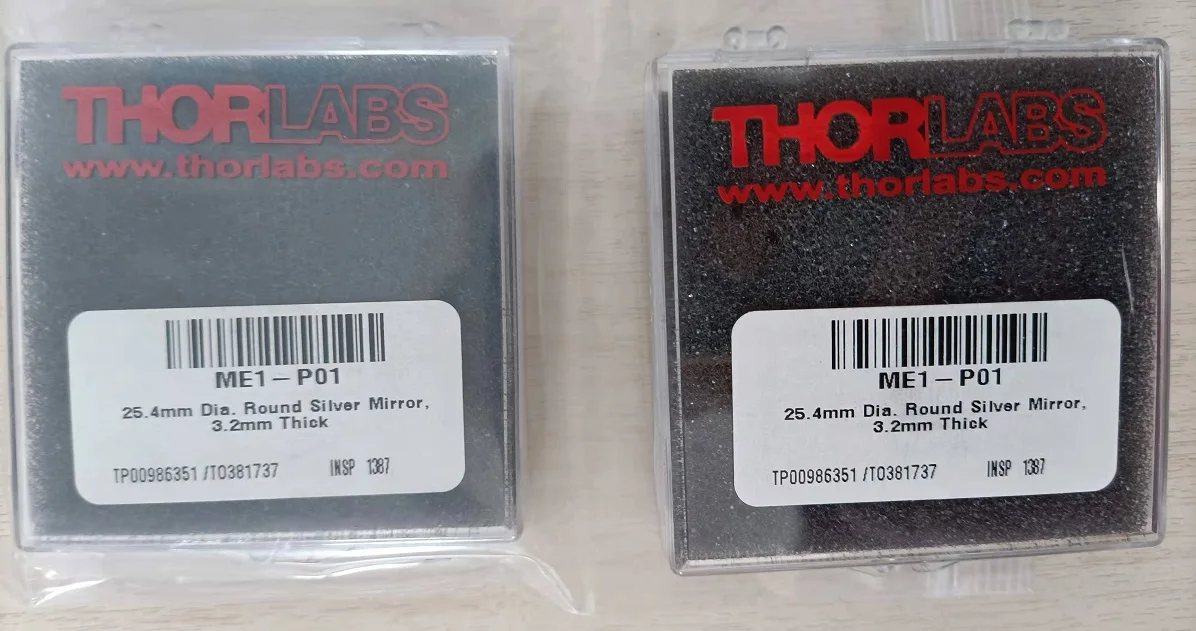 THORLABS
www.thorlabs.com
ME1-P01
25.4mm Dia. Round Silver Mirror,
3.2mm Thick
TP00986351 /T0381737 INSP 1387
THORLABS
www.thorlabs.com
ME1-P01
25.4mm Dia. Round Silver Mirror,
3.2mm Thick
TP00986351 /T0381737 INSP 1387